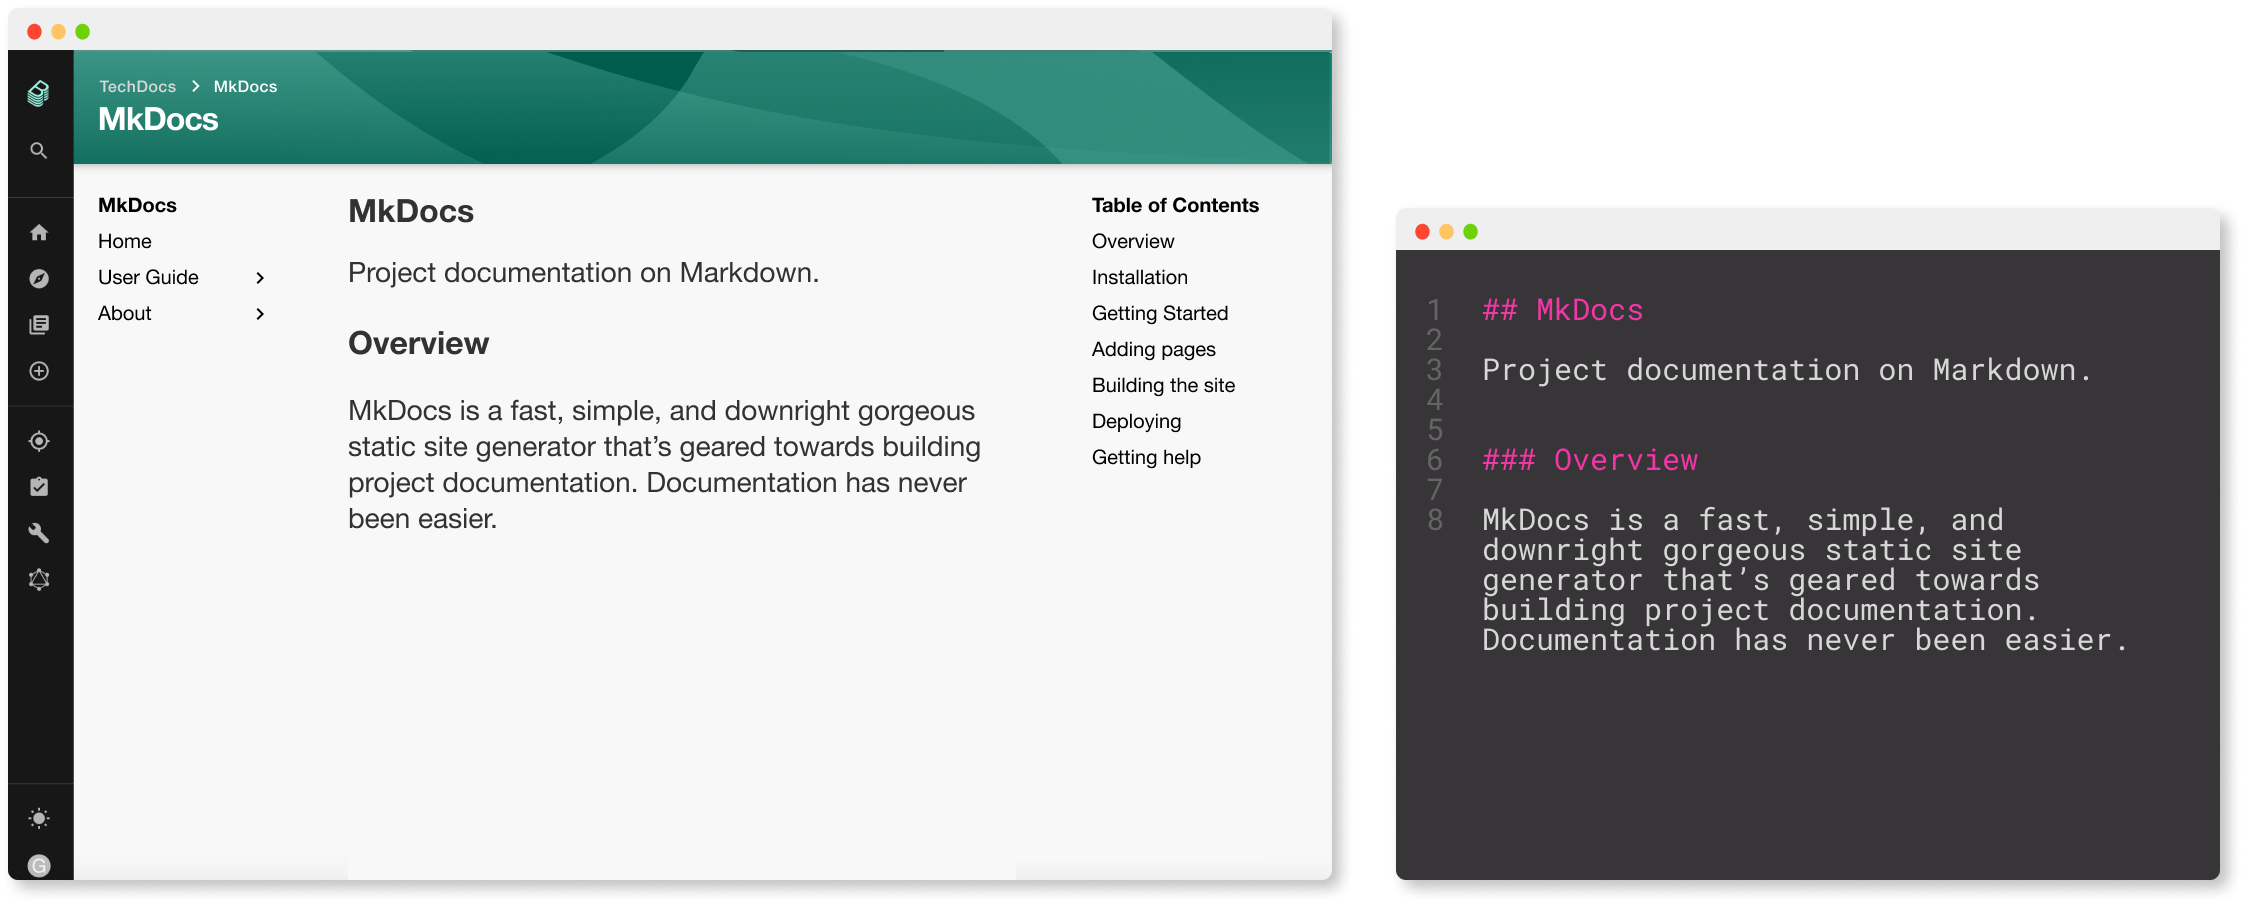 TechDocs > MkDocs
MkDocs
MkDocs
Home
User Guide
About
MkDocs
Project documentation on Markdown.
Overview
MkDocs is a fast, simple, and downright gorgeous
static site generator that’s geared towards building
project documentation. Documentation has never
been easier.
Table of Contents
Overview
Installation
Getting Started
Adding pages
Building the site
Deploying
Getting help
G
1 ## MkDocs
2
3 Project documentation on Markdown.
4
5
6 ### Overview
7
8 MkDocs is a fast, simple, and
downright gorgeous static site
generator that’s geared towards
building project documentation.
Documentation has never been easier.